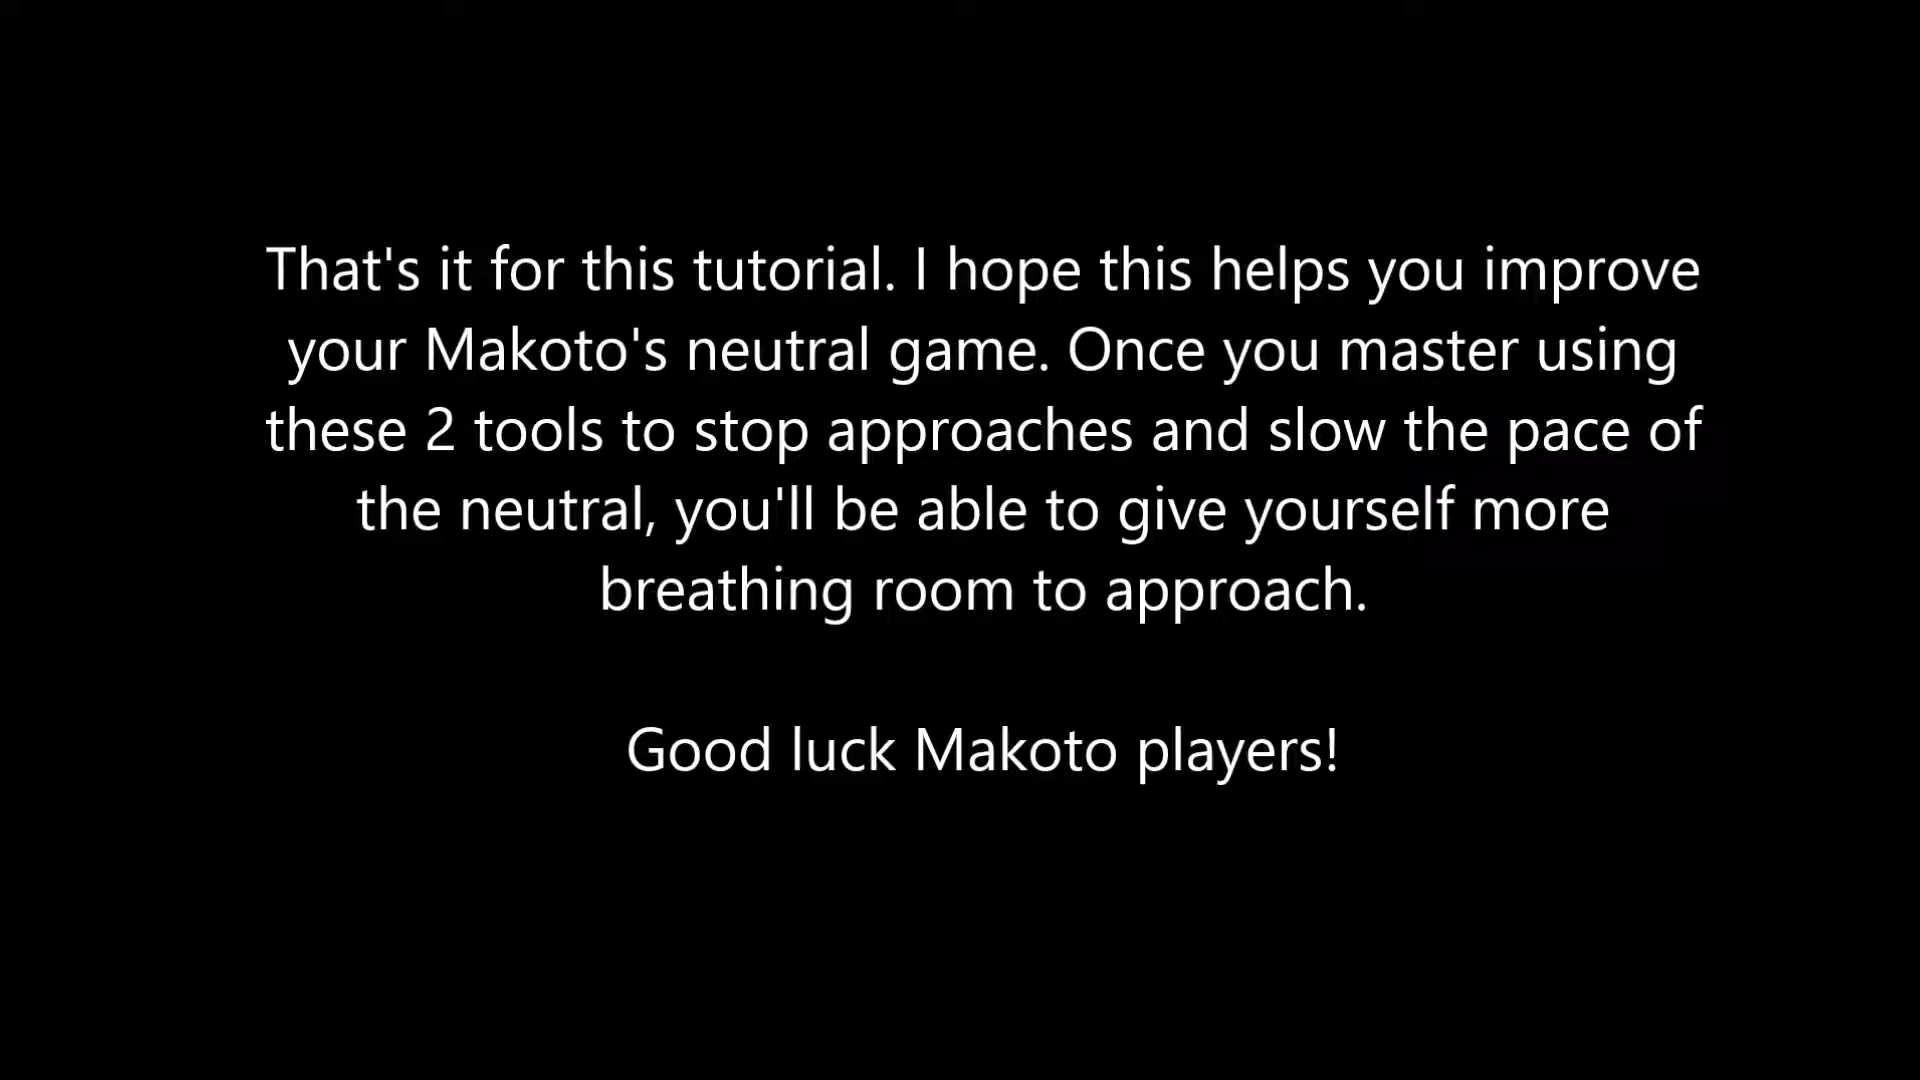 That's it for this tutorial. I hope this helps you improve
your Makoto's neutral game. Once you master using
these 2 tools to stop approaches and slow the pace of
the neutral, you'll be able to give yourself more
breathing room to approach.
Good luck Makoto players!